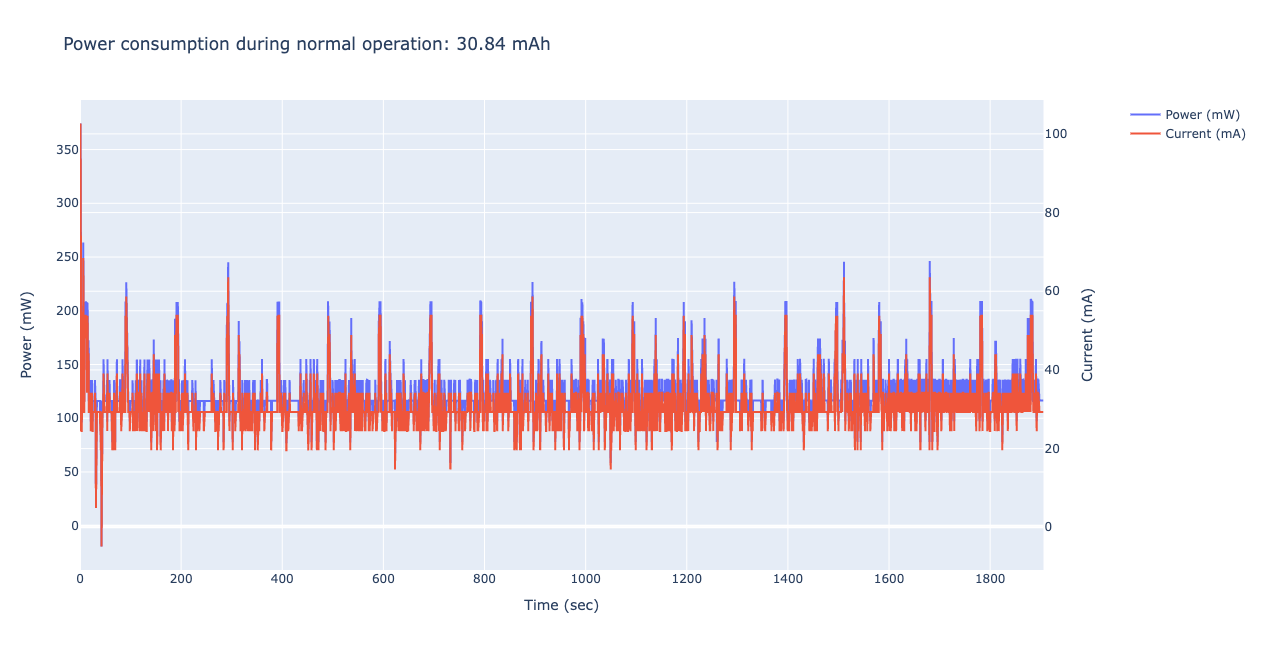 Power consumption during normal operation: 30.84 mAh
Power (mW)
Current (mA)
350
300
250
200
150
100
50
0
100
80
60
40
20
0
Power (mW)
Current (mA)
0 200 400 600 800 1000 1200 1400 1600 1800
Time (sec)